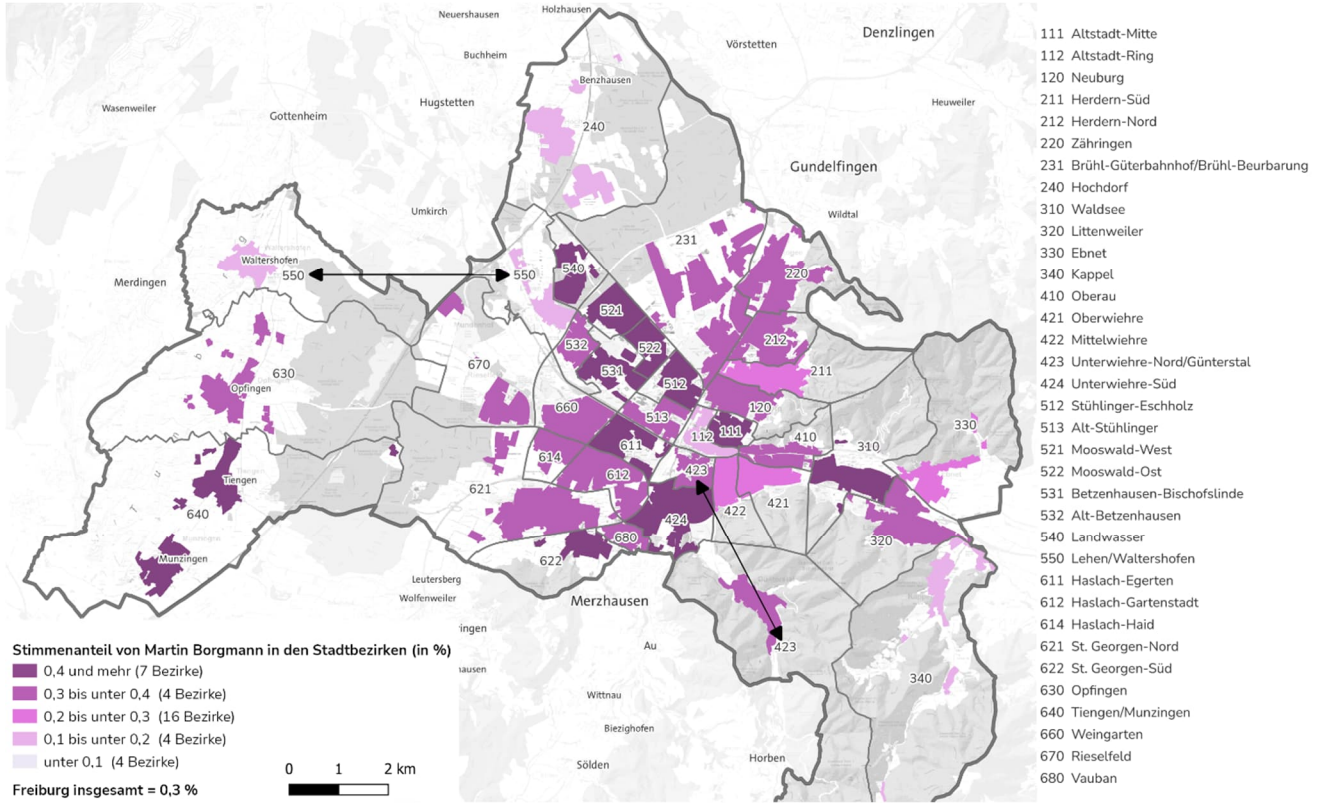 Neuershausen
Holzhausen
Denzlingen
Vörstetten
Buchheim
Benzhausen
Heuweiler
Wasenweiler
Hugstetten
Gottenheim
240
Gundelfingen
Umkirch
Wildtal
231
Waltershofen
550
550
540
220
Merdingen
521
532
522
212
630
670
531
512
211
Opfingen
660
513
120
112
111
410
310
330
611
614
423
612
Tiengen
621
422
421
640
424
320
680
Munzingen
622
Leutersberg
Wolfenweiler
Merzhausen
ringen
Au
423
hausen
340
Wittnau
Biezighofen
Sölden
Horben
111 Altstadt-Mitte
112 Altstadt-Ring
120 Neuburg
211 Herdern-Süd
212 Herdern-Nord
220 Zähringen
231 Brühl-Güterbahnhof/Brühl-Beurbarung
240 Hochdorf
310 Waldsee
320 Littenweiler
330 Ebnet
340 Kappel
410 Oberau
421 Oberwiehre
422 Mittelwiehre
423 Unterwiehre-Nord/Günterstal
424 Unterwiehre-Süd
512 Stühlinger-Eschholz
513 Alt-Stühlinger
521 Mooswald-West
522 Mooswald-Ost
531 Betzenhausen-Bischofslinde
532 Alt-Betzenhausen
540 Landwasser
550 Lehen/Waltershofen
611 Haslach-Egerten
612 Haslach-Gartenstadt
614 Haslach-Haid
621 St. Georgen-Nord
622 St. Georgen-Süd
630 Opfingen
640 Tiengen/Munzingen
660 Weingarten
670 Rieselfeld
680 Vauban
Stimmenanteil von Martin Borgmann in den Stadtbezirken (in %)
0,4 und mehr (7 Bezirke)
0,3 bis unter 0,4 (4 Bezirke)
0,2 bis unter 0,3 (16 Bezirke)
0,1 bis unter 0,2 (4 Bezirke)
unter 0,1 (4 Bezirke)
Freiburg insgesamt = 0,3 %
0 1 2 km